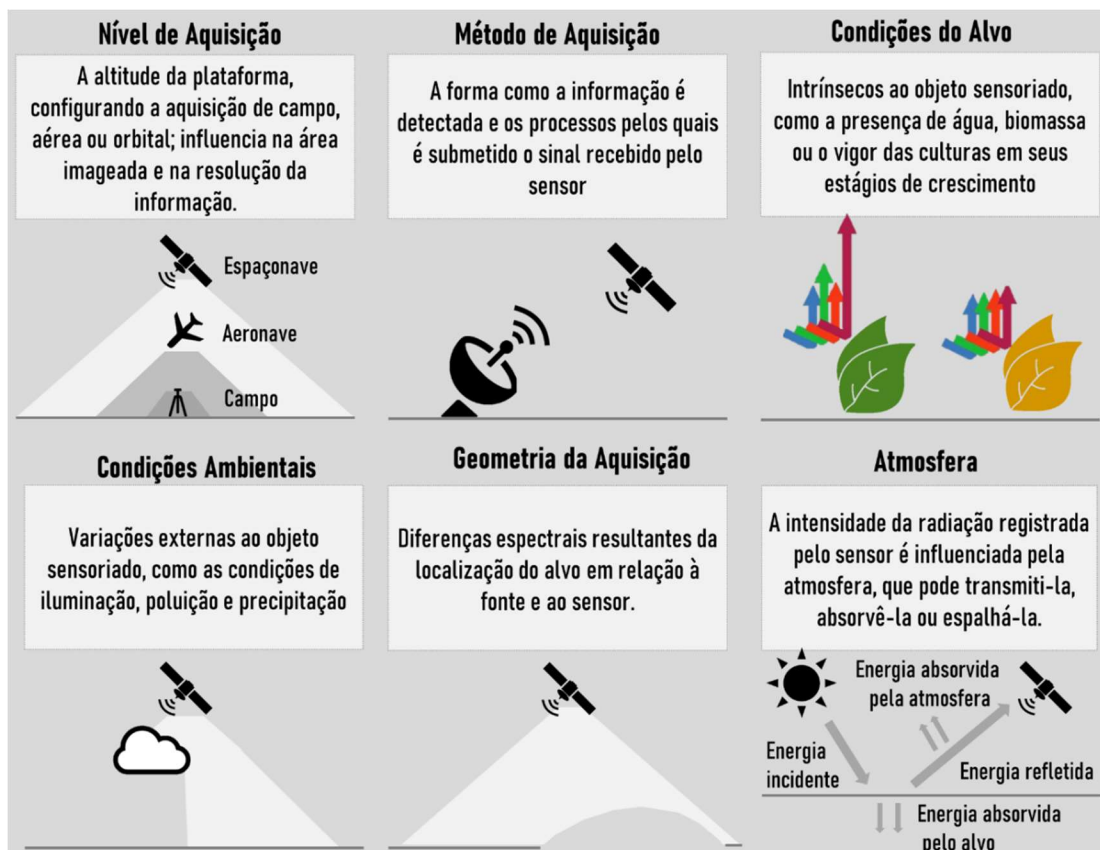 Nível de Aquisição
A altitude da plataforma,
configurando a aquisição de campo,
aérea ou orbital; influencia na área
imageada e na resolução da
informação.
Espaçonave
Aeronave
Campo
Método de Aquisição
A forma como a informação é
detectada e os processos pelos quais
é submetido o sinal recebido pelo
sensor
Condições do Alvo
Intrínsecos ao objeto sensoriado,
como a presença de água, biomassa
ou o vigor das culturas em seus
estágios de crescimento
Condições Ambientais
Variações externas ao objeto
sensoriado, como as condições de
iluminação, poluição e precipitação
Geometria da Aquisição
Diferenças espectrais resultantes da
localização do alvo em relação à
fonte e ao sensor.
Atmosfera
A intensidade da radiação registrada
pelo sensor é influenciada pela
atmosfera, que pode transmiti-la,
absorvê-la ou espalhá-la.
Energia absorvida
pela atmosfera
Energia
incidente
Energia refletida
Energia absorvida
pelo alvo